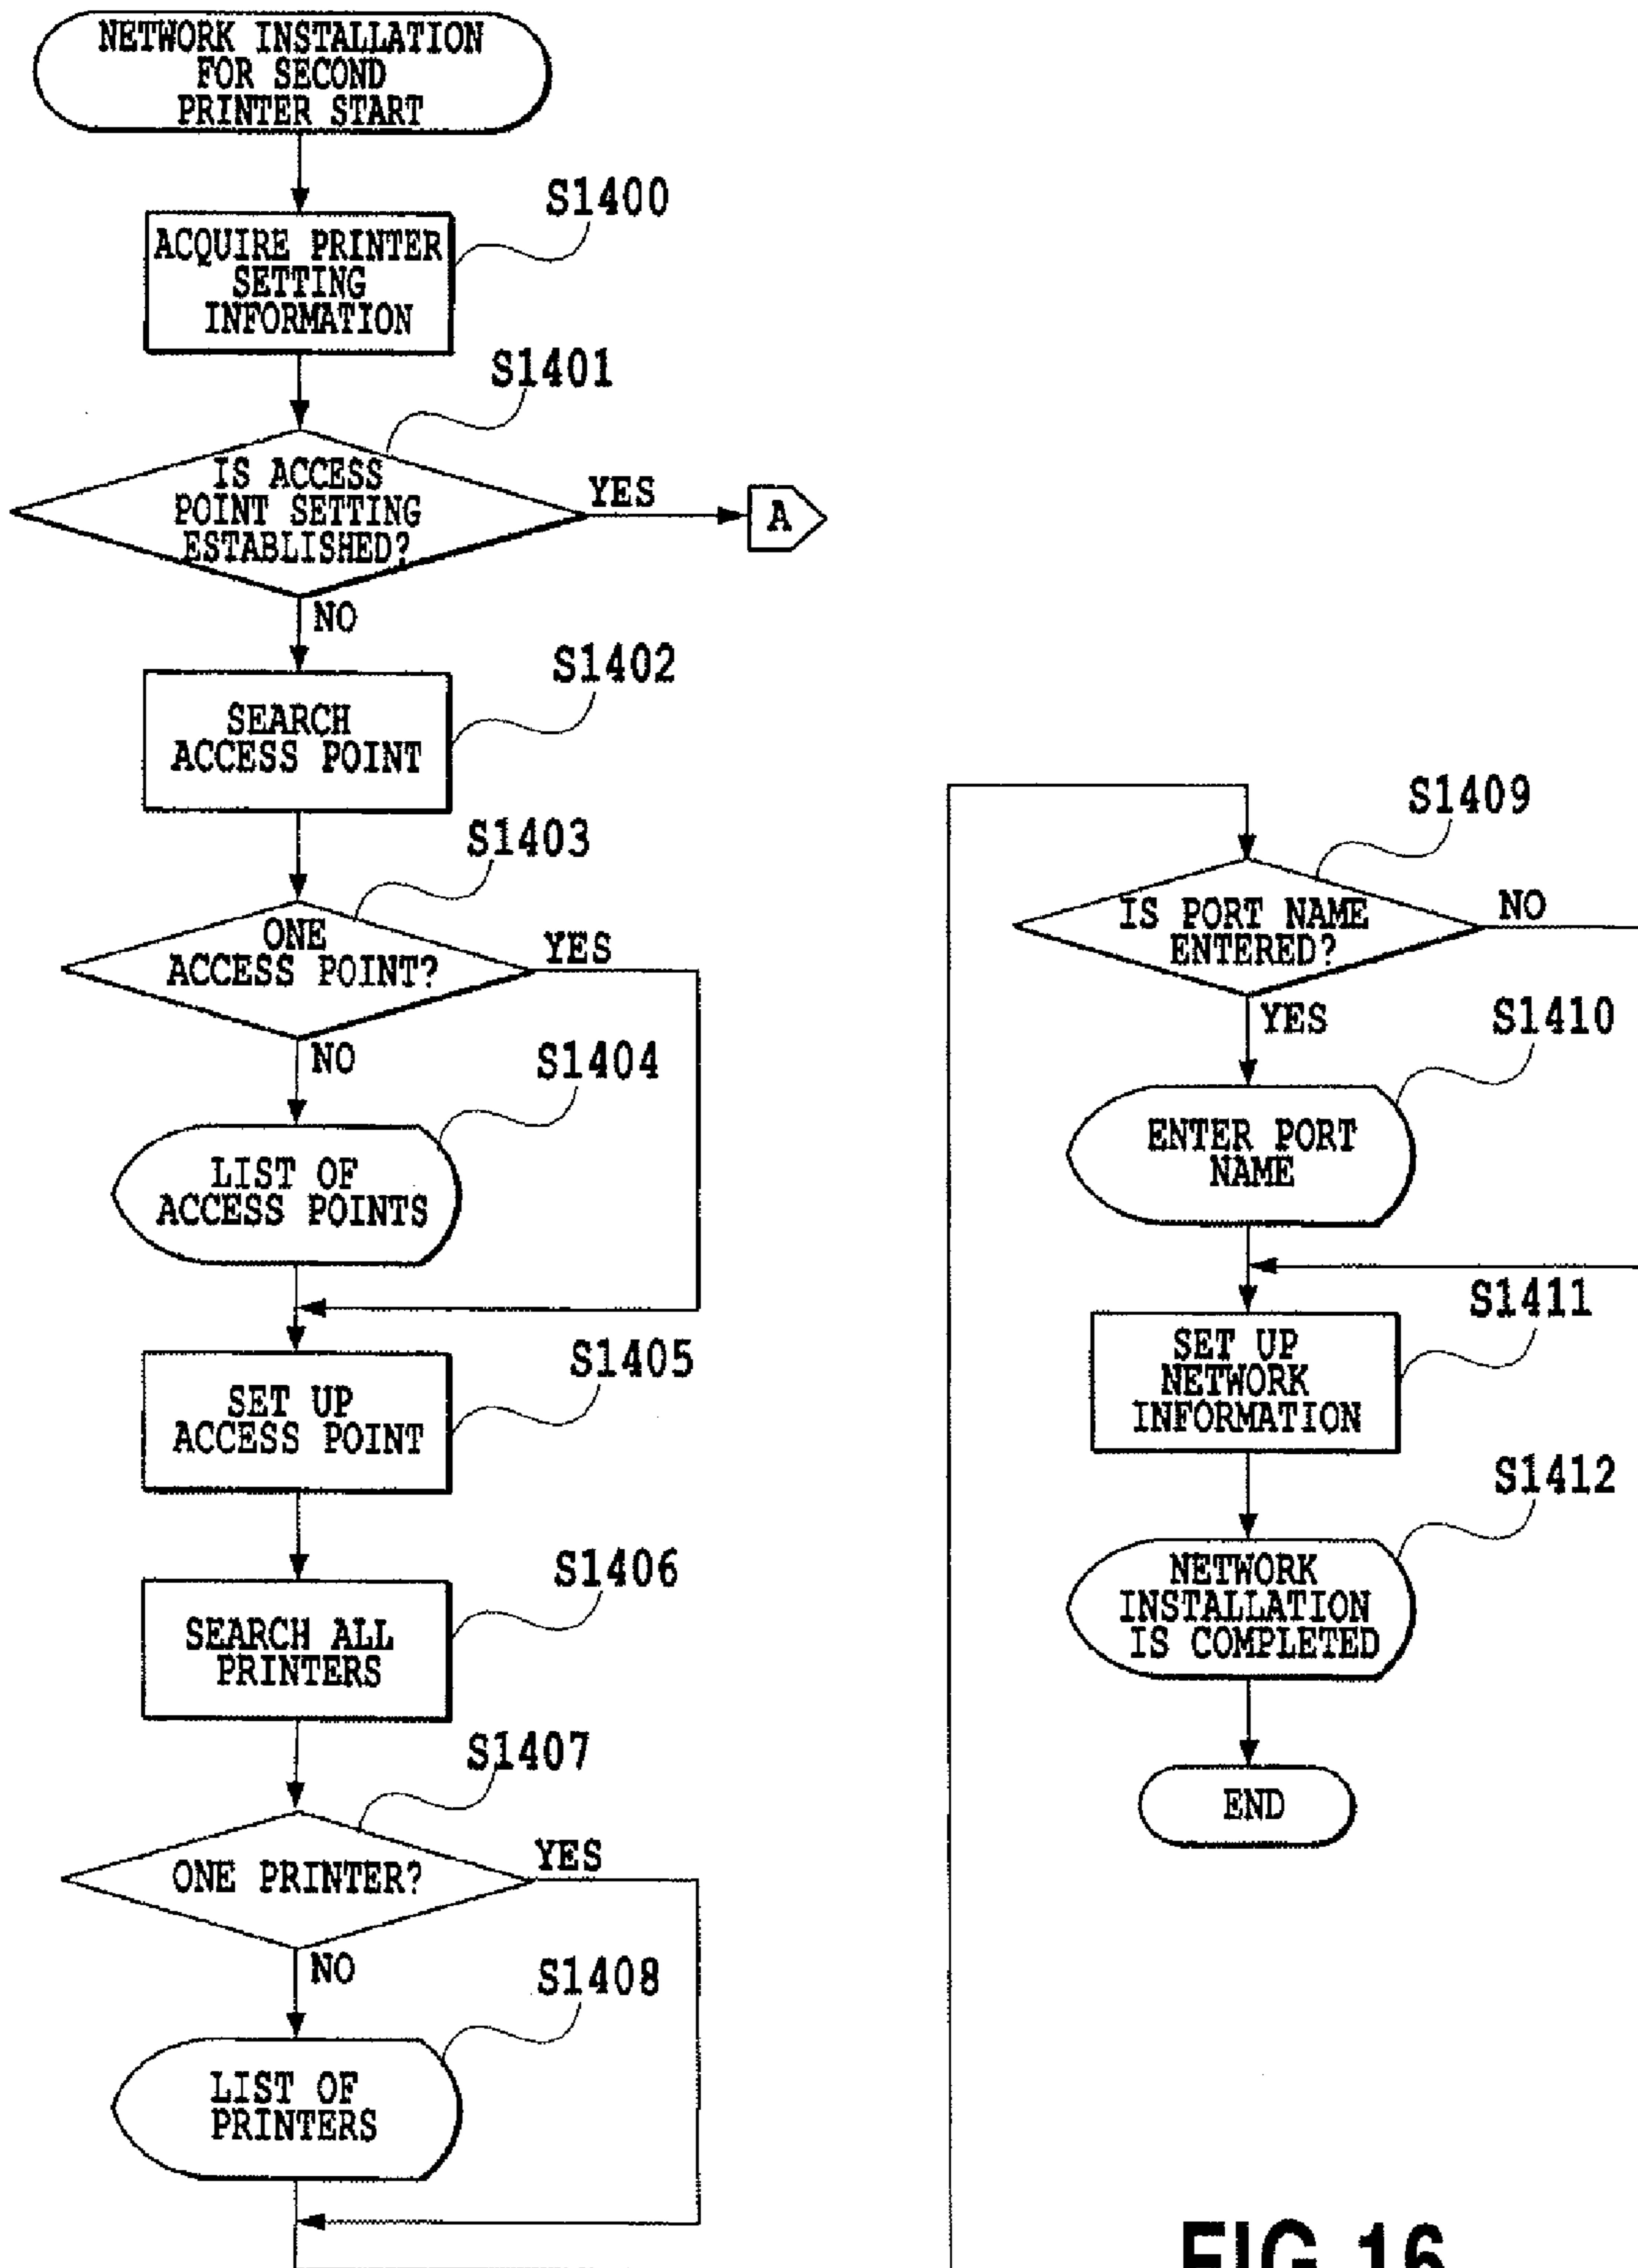 NETWORK INSTALLATION
FOR SECOND
PRINTER START
S1400
ACQUIRE PRINTER
SETTING
INFORMATION
S1401
IS ACCESS
POINT SETTING
ESTABLISHED?
YES
A
NO
S1402
SEARCH
ACCESS POINT
S1403
ONE
ACCESS POINT?
YES
NO
S1404
LIST OF
ACCESS POINTS
S1405
SET UP
ACCESS POINT
S1406
SEARCH ALL
PRINTERS
S1407
ONE PRINTER?
YES
NO
S1408
LIST OF
PRINTERS
S1409
IS PORT NAME
ENTERED?
NO
YES
S1410
ENTER PORT
NAME
S1411
SET UP
NETWORK
INFORMATION
S1412
NETWORK
INSTALLATION
IS COMPLETED
END
FIG.16